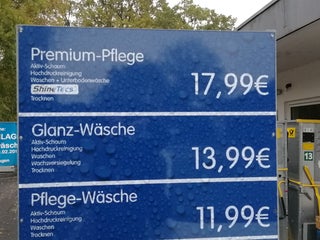 Premium-Pflege
Aktiv-Schaum
Hochdruckreinigung
Waschen + Unterbodenwäsche
ShineTecs
Trocknen
17,99€
Glanz-Wäsche
Aktiv-Schaum
Hochdruckreinigung
Waschen
Wachsversiegelung
Trocknen
13,99€
Pflege-Wäsche
Aktiv-Schaum
Hochdruckreinigung
Waschen
Trocknen
11,99€
13